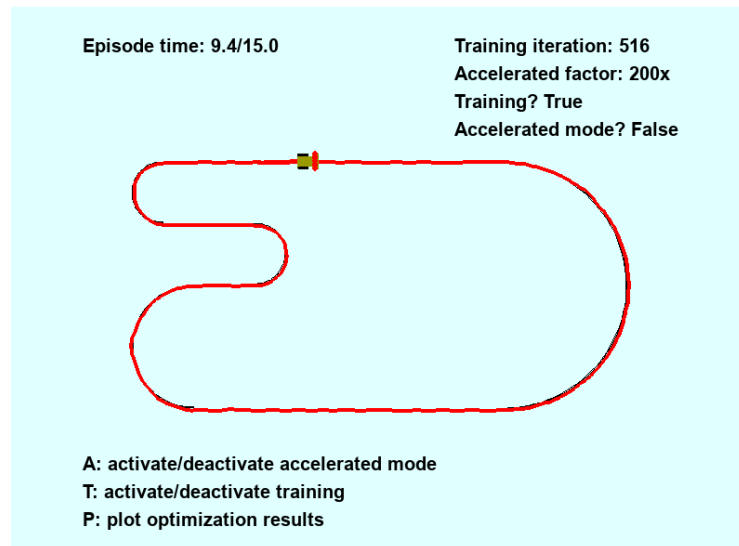 Episode time: 9.4/15.0
Training iteration: 516
Accelerated factor: 200x
Training? True
Accelerated mode? False
A: activate/deactivate accelerated mode
T: activate/deactivate training
P: plot optimization results